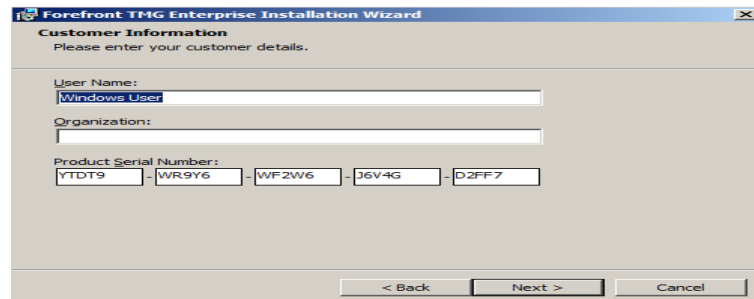 Forefront TMG Enterprise Installation Wizard
Customer Information
Please enter your customer details.
User Name:
Windows User
Organization:
Product Serial Number:
YTDT9 - WR9Y6 - WF2W6 - J6V4G - D2FF7
< Back Next > Cancel